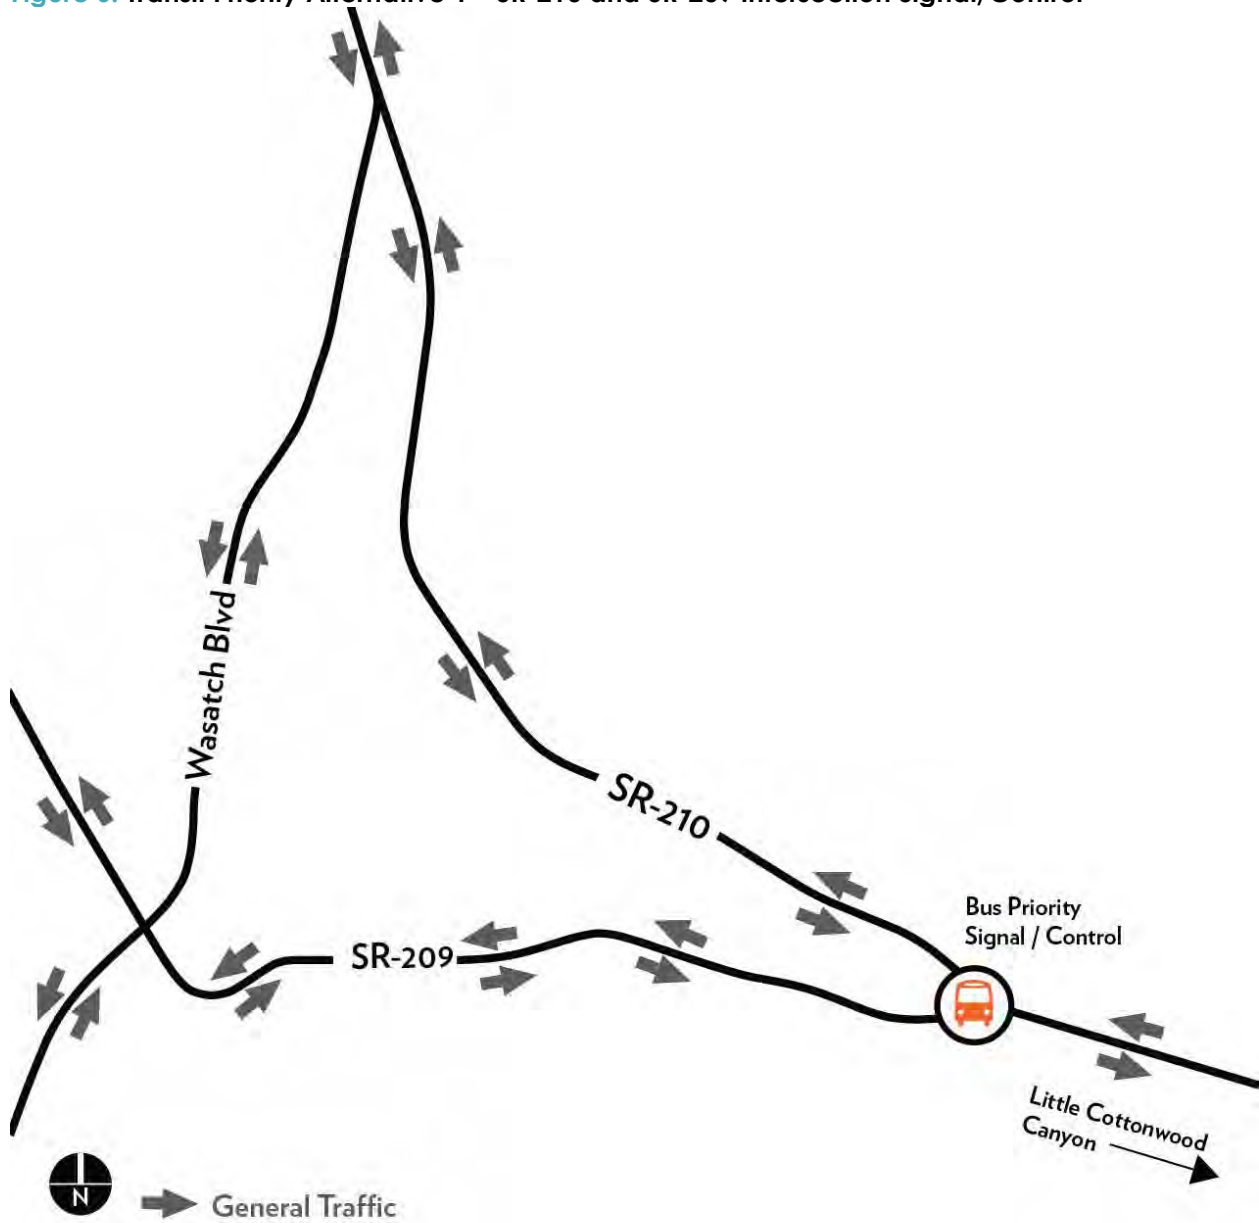 Wasatch Blvd
SR-210
Bus Priority
Signal / Control
SR-209
Little Cottonwood
Canyon
N
General Traffic